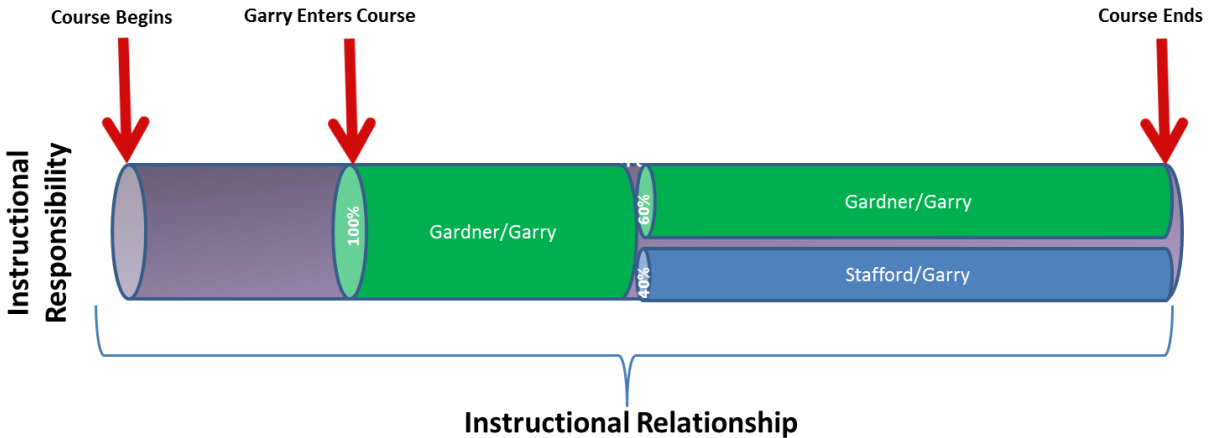 Course Begins
Garry Enters Course
Course Ends
Instructional
Responsibility
100%
Gardner/Garry
60%
Gardner/Garry
40%
Stafford/Garry
Instructional Relationship